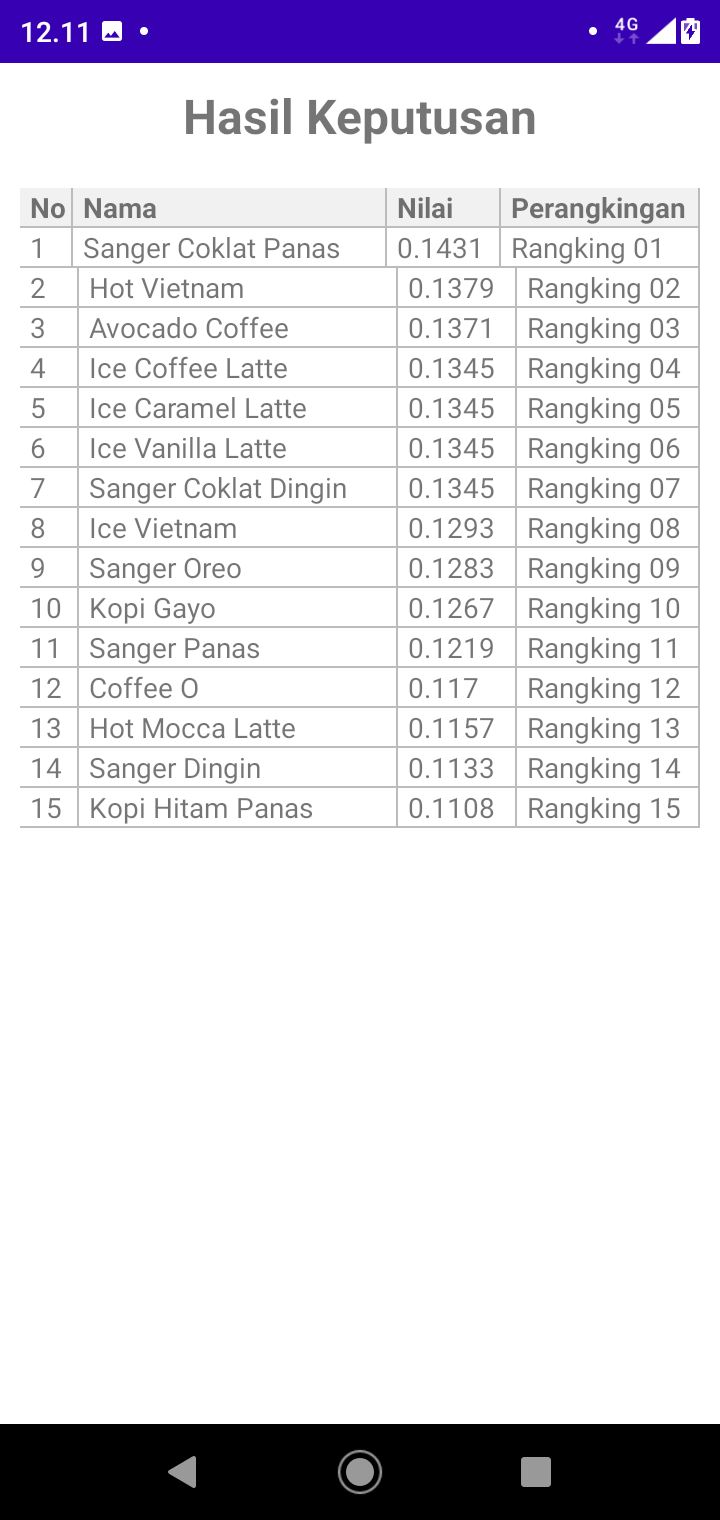 12.11
4G
Hasil Keputusan
No Nama Nilai Perangkingan
1 Sanger Coklat Panas 0.1431 Rangking 01
2 Hot Vietnam 0.1379 Rangking 02
3 Avocado Coffee 0.1371 Rangking 03
4 Ice Coffee Latte 0.1345 Rangking 04
5 Ice Caramel Latte 0.1345 Rangking 05
6 Ice Vanilla Latte 0.1345 Rangking 06
7 Sanger Coklat Dingin 0.1345 Rangking 07
8 Ice Vietnam 0.1293 Rangking 08
9 Sanger Oreo 0.1283 Rangking 09
10 Kopi Gayo 0.1267 Rangking 10
11 Sanger Panas 0.1219 Rangking 11
12 Coffee O 0.117 Rangking 12
13 Hot Mocca Latte 0.1157 Rangking 13
14 Sanger Dingin 0.1133 Rangking 14
15 Kopi Hitam Panas 0.1108 Rangking 15